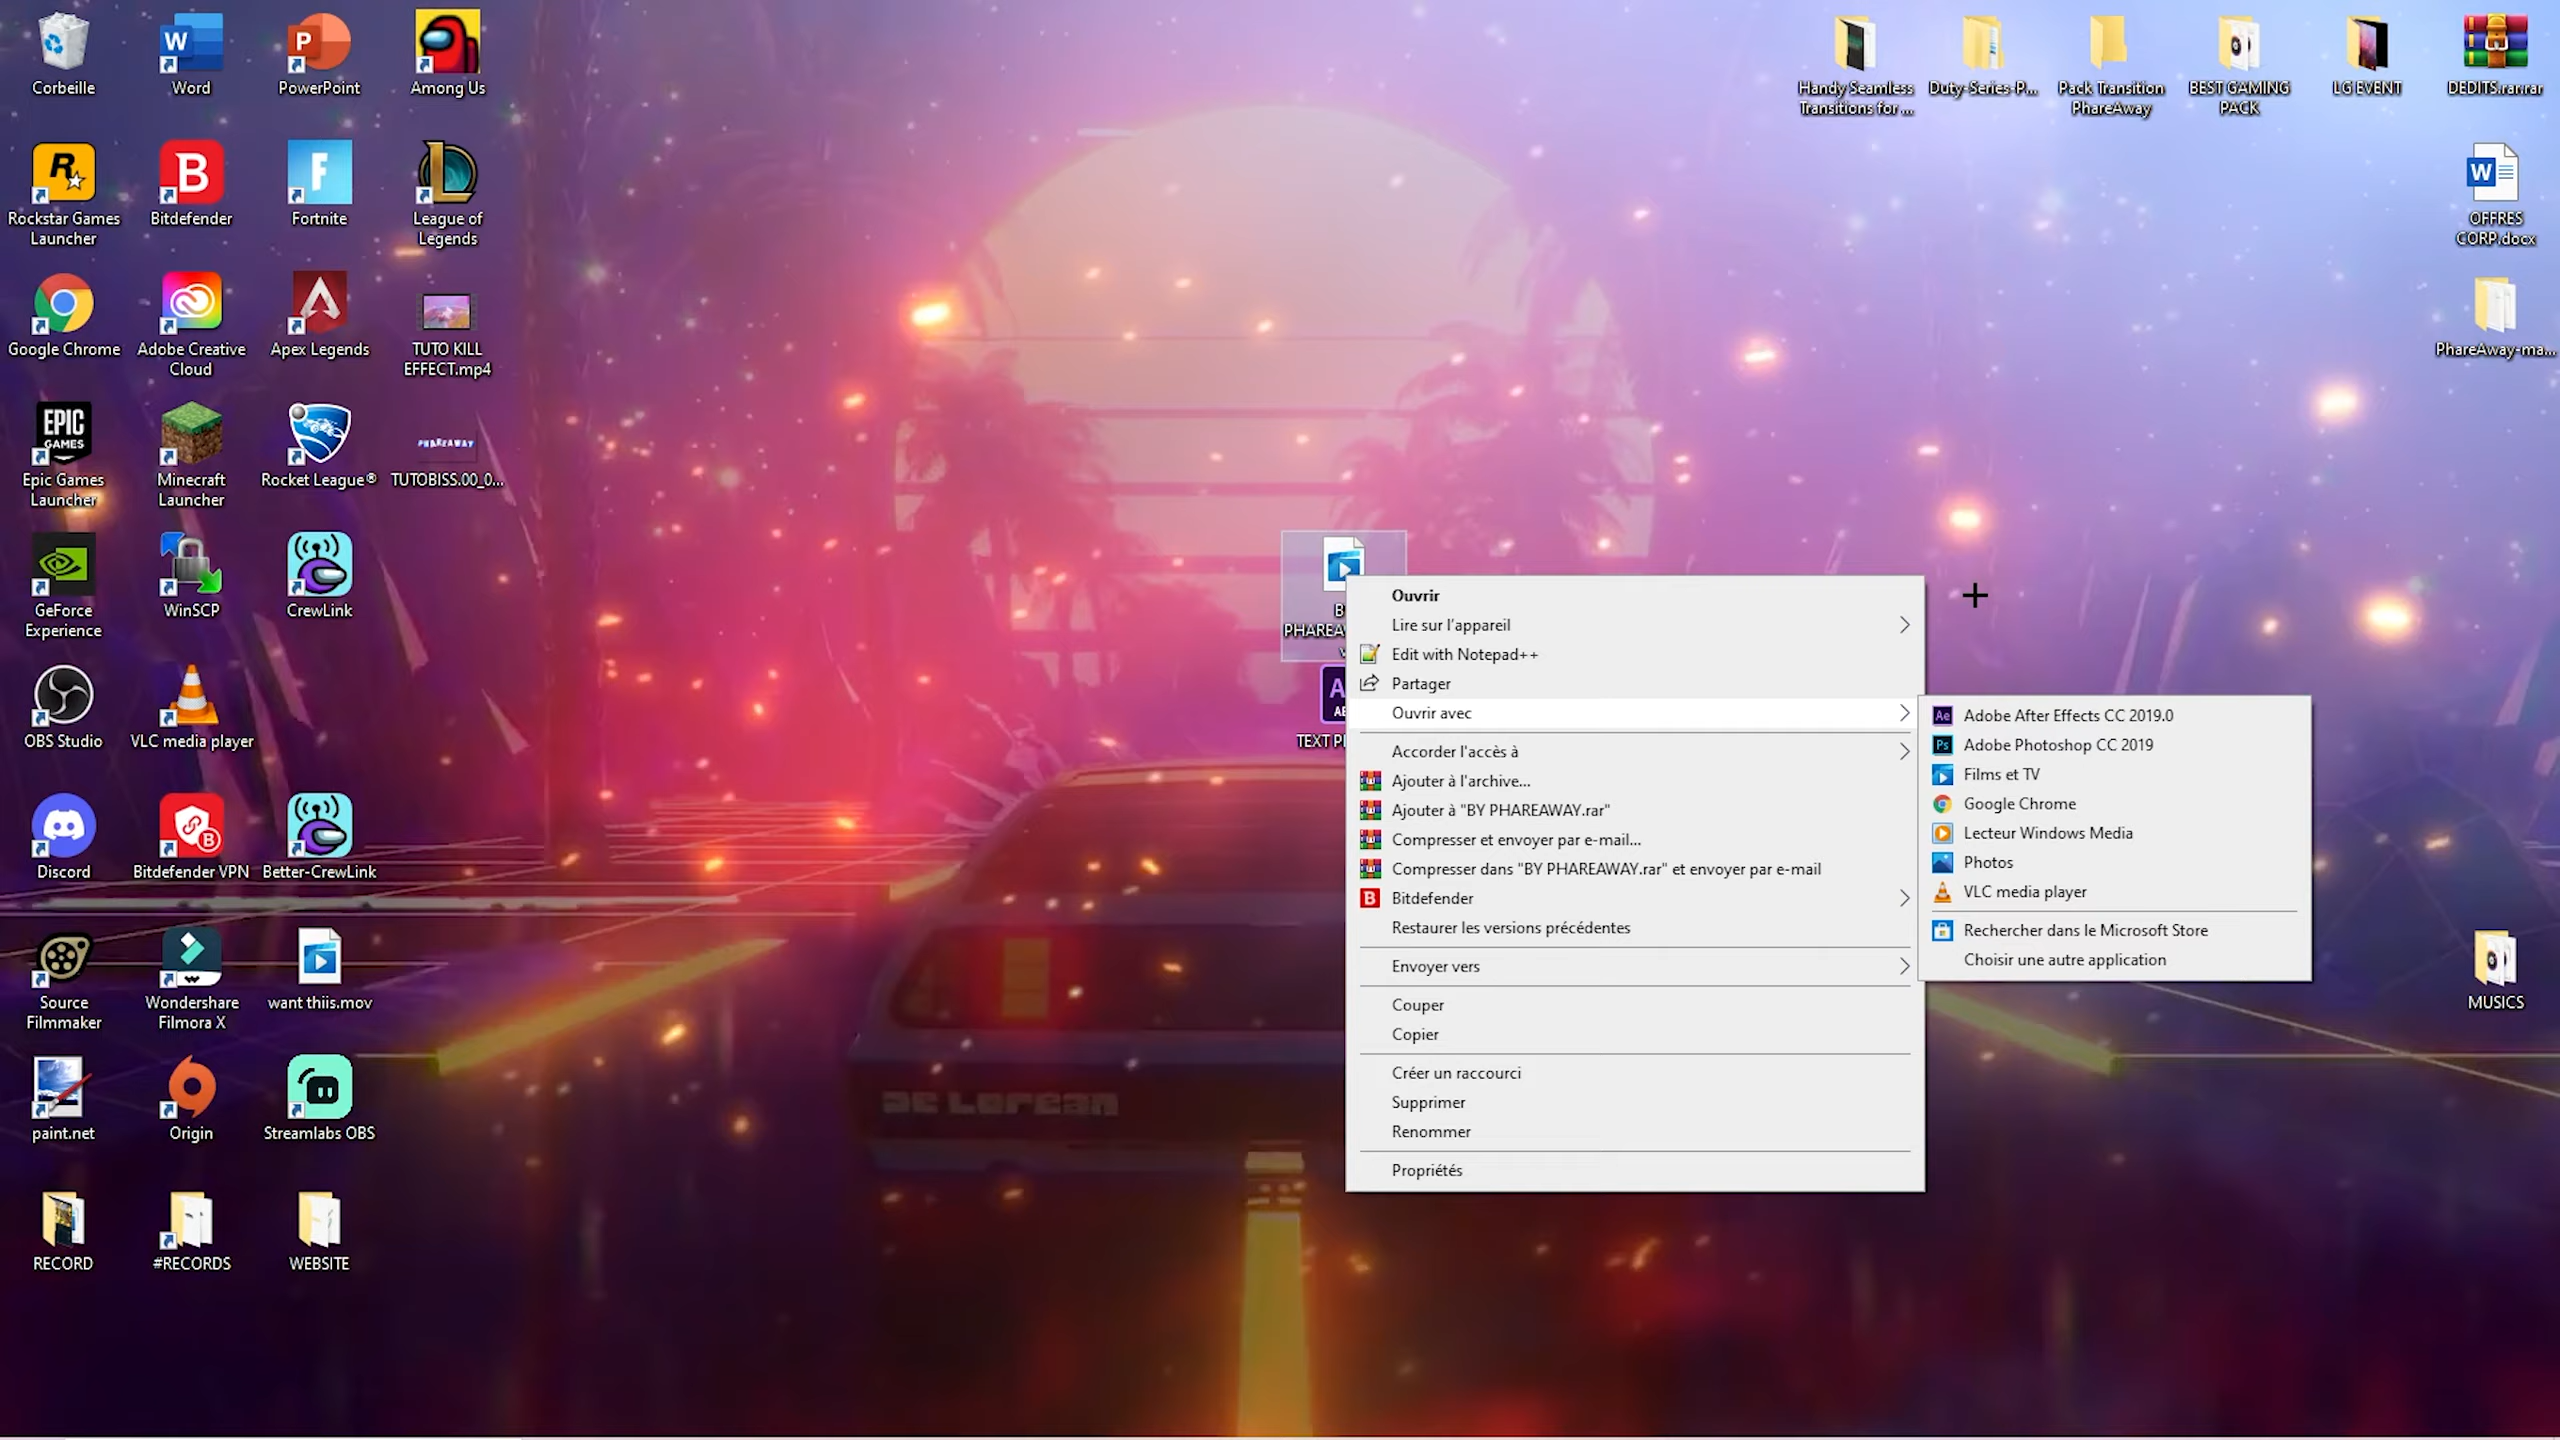 Corbeille
Word
PowerPoint
Among Us
Handy Seamless
Transitions for ...
Duty-Series-P...
Pack Transition
PhareAway
BEST GAMING
PACK
LG EVENT
DEDITS.rar.rar
Rockstar Games
Launcher
Bitdefender
Fortnite
League of
Legends
OFFRES
CORP.docx
Google Chrome
Adobe Creative
Cloud
Apex Legends
TUTO KILL
EFFECT.mp4
PhareAway-ma...
EPIC
GAMES
Epic Games
Launcher
Minecraft
Launcher
Rocket League®
PHAREAWAY
TUTOBISS.00_0...
GeForce
Experience
WinSCP
CrewLink
OBS Studio
VLC media player
Discord
Bitdefender VPN
Better-CrewLink
Source
Filmmaker
Wondershare
Filmora X
want thiis.mov
MUSICS
paint.net
Origin
Streamlabs OBS
RECORD
#RECORDS
WEBSITE
Ouvrir
Lire sur l'appareil
Edit with Notepad++
Partager
Ouvrir avec
Accorder l'accès à
Ajouter à l'archive...
Ajouter à "BY PHAREAWAY.rar"
Compresser et envoyer par e-mail...
Compresser dans "BY PHAREAWAY.rar" et envoyer par e-mail
Bitdefender
Restaurer les versions précédentes
Envoyer vers
Couper
Copier
Créer un raccourci
Supprimer
Renommer
Propriétés
Adobe After Effects CC 2019.0
Adobe Photoshop CC 2019
Films et TV
Google Chrome
Lecteur Windows Media
Photos
VLC media player
Rechercher dans le Microsoft Store
Choisir une autre application
DeLorean